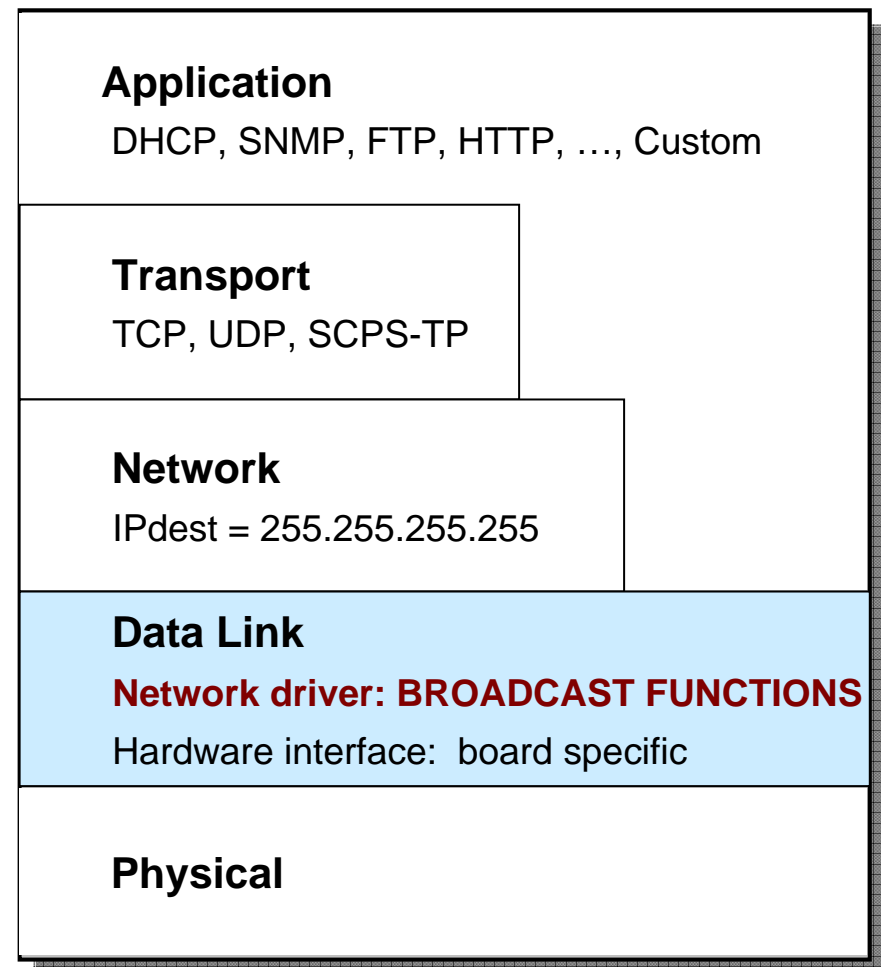 Application
DHCP, SNMP, FTP, HTTP, …, Custom
Transport
TCP, UDP, SCPS-TP
Network
IPdest = 255.255.255.255
Data Link
Network driver: BROADCAST FUNCTIONS
Hardware interface: board specific
Physical